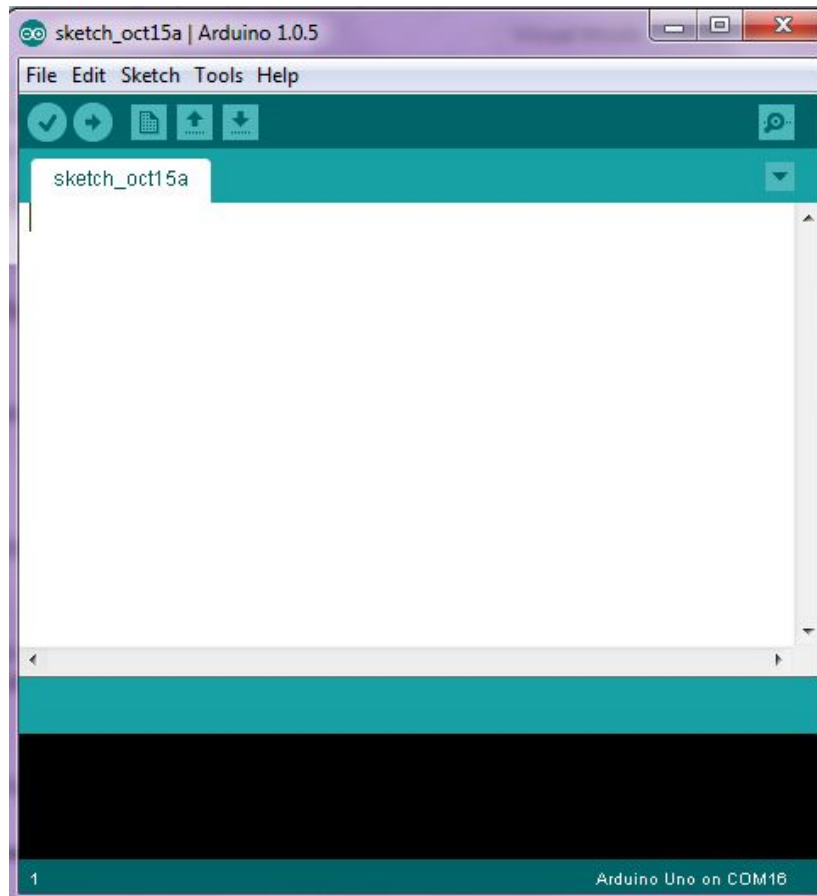 sketch_oct15a | Arduino 1.0.5
File Edit Sketch Tools Help
sketch_oct15a
1 Arduino Uno on COM16